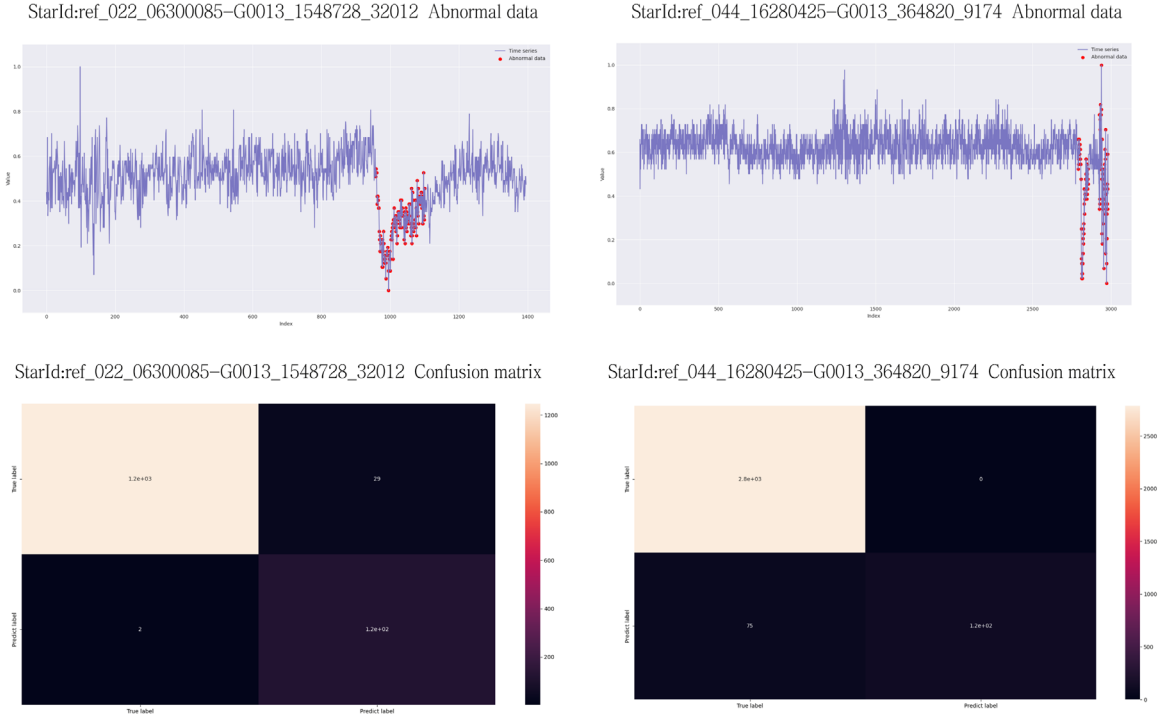 StarId:ref_022_06300085-G0013_1548728_32012 Abnormal data
Time series
Abnormal data
1.0
0.8
0.6
0.4
0.2
0.0
Value
0
200
400
600
800
1000
1200
1400
Index
StarId:ref_044_16280425-G0013_364820_9174 Abnormal data
Time series
Abnormal data
1.0
0.8
0.6
0.4
0.2
0.0
Value
0
500
1000
1500
2000
2500
3000
Index
StarId:ref_022_06300085-G0013_1548728_32012 Confusion matrix
True label
Predict label
1.2e+03
29
2
1.2e+02
True label
Predict label
1200
1000
800
600
400
200
StarId:ref_044_16280425-G0013_364820_9174 Confusion matrix
True label
Predict label
2.8e+03
0
75
1.2e+02
True label
Predict label
2500
2000
1500
1000
500
0